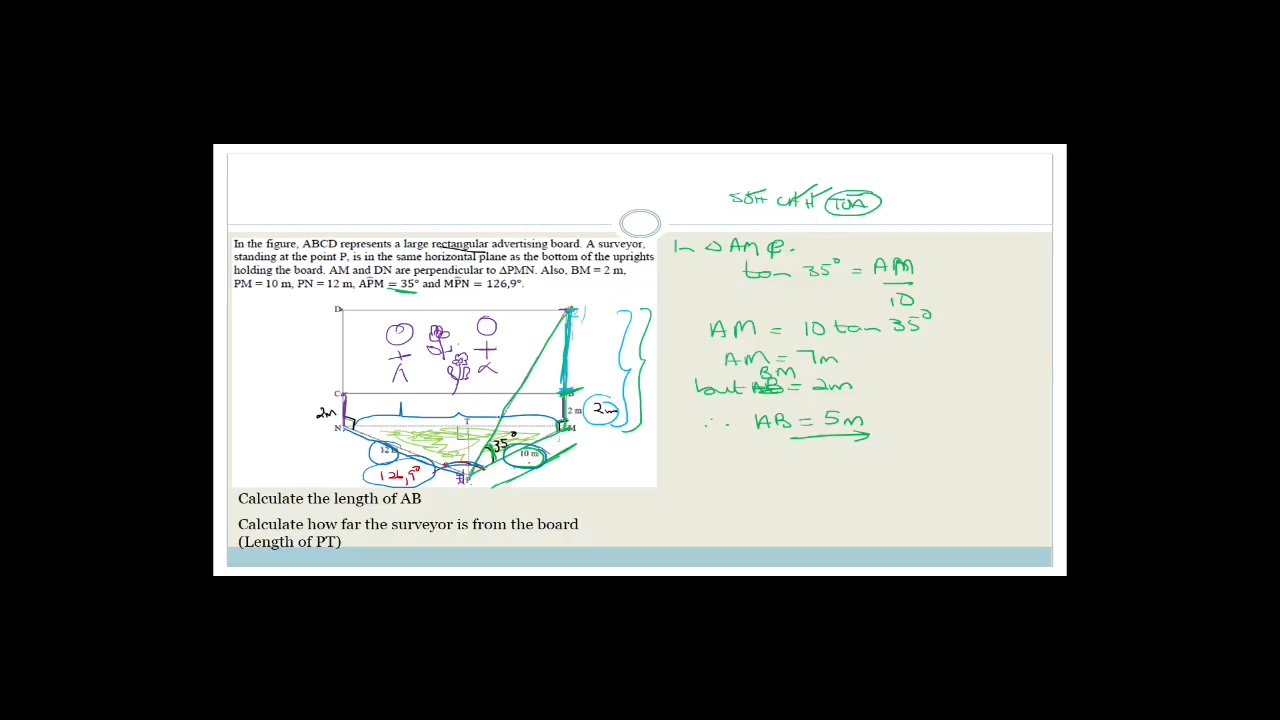 SOH CAH TOA
In the figure, ABCD represents a large rectangular advertising board. A surveyor,
standing at the point P, is in the same horizontal plane as the bottom of the uprights
holding the board. AM and DN are perpendicular to ΔPMN. Also, BM = 2 m,
PM = 10 m, PN = 12 m, AP̂M = 35° and MP̂N = 126,9°.
D
C
B
2m
2 m
2m
N
T
M
35°
12 m
10 m
126,9°
P
Calculate the length of AB
Calculate how far the surveyor is from the board
(Length of PT)
In △ AMP.
tan 35° = AM
10
AM = 10 tan 35°
AM = 7m
BM
but AB = 2m
∴ AB = 5m